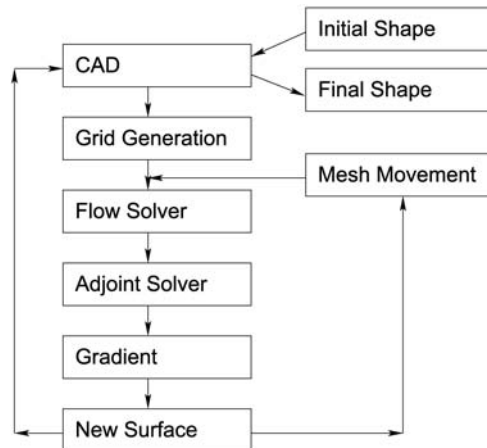 Initial Shape
CAD
Final Shape
Grid Generation
Mesh Movement
Flow Solver
Adjoint Solver
Gradient
New Surface